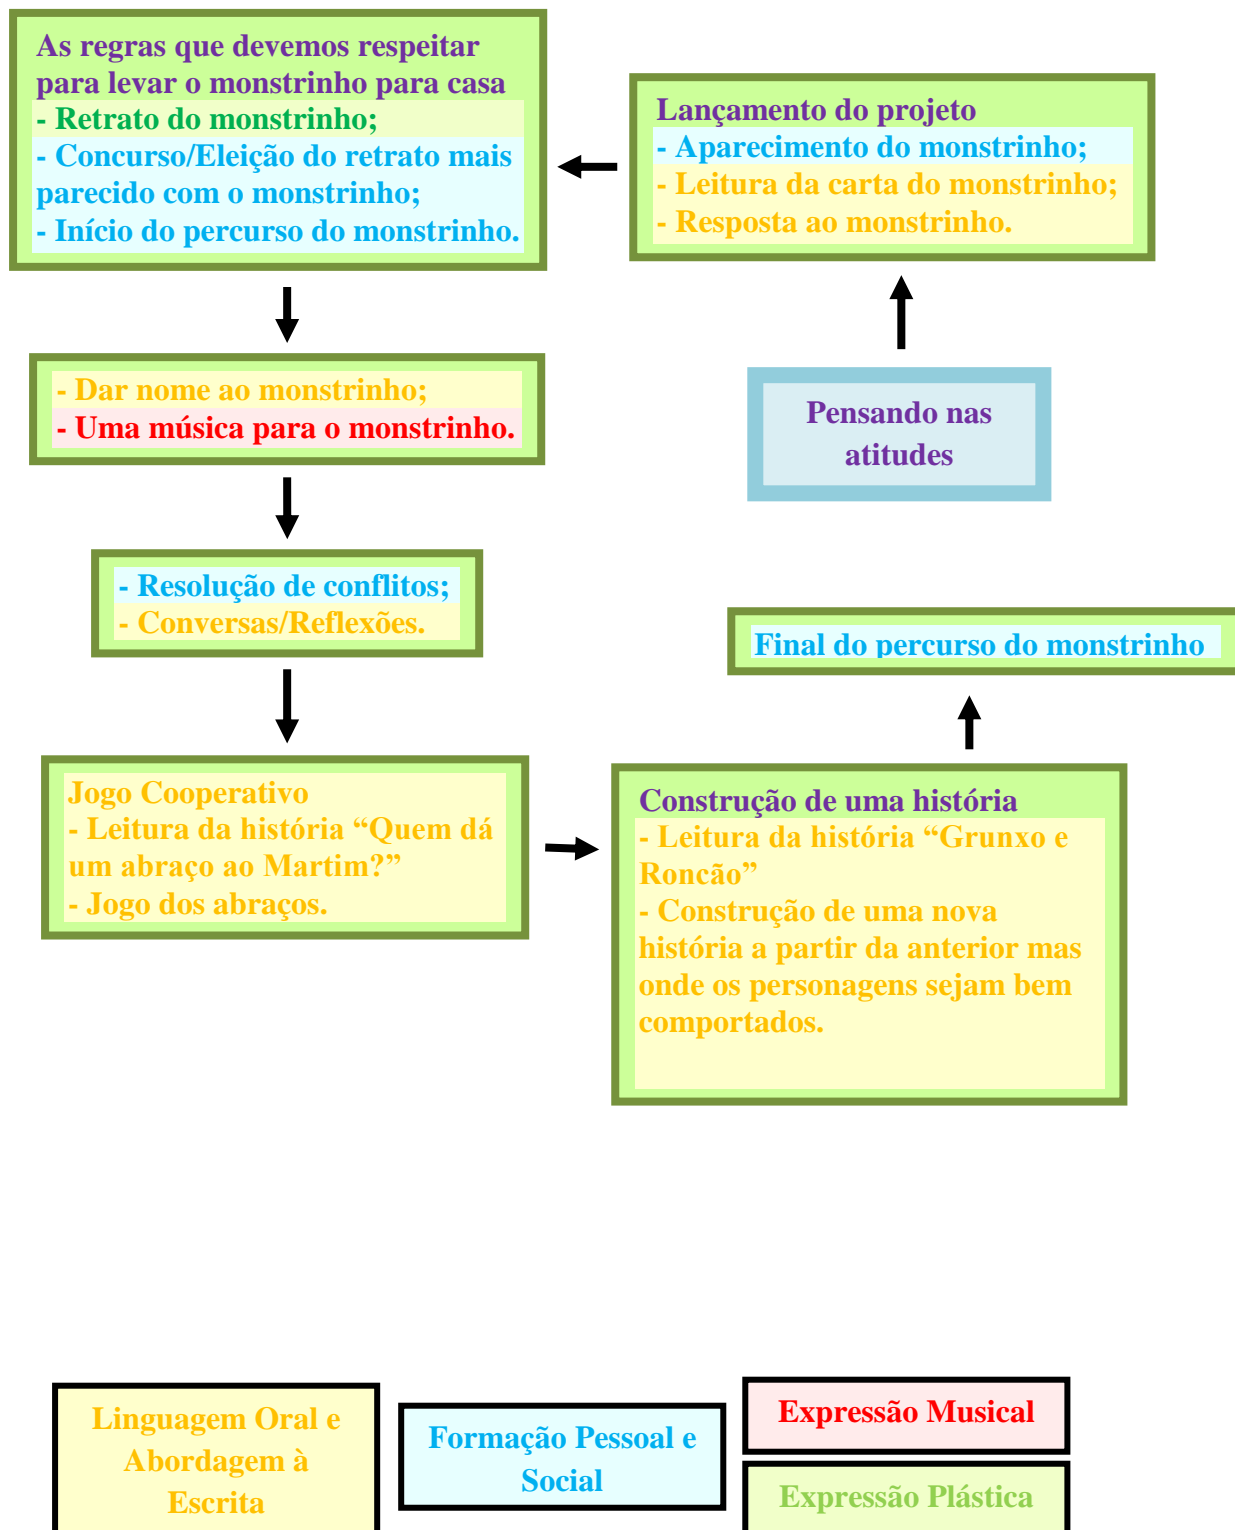 As regras que devemos respeitar
para levar o monstrinho para casa
- Retrato do monstrinho;
- Concurso/Eleição do retrato mais
parecido com o monstrinho;
- Início do percurso do monstrinho.
Lançamento do projeto
- Aparecimento do monstrinho;
- Leitura da carta do monstrinho;
- Resposta ao monstrinho.
- Dar nome ao monstrinho;
- Uma música para o monstrinho.
Pensando nas
atitudes
- Resolução de conflitos;
- Conversas/Reflexões.
Final do percurso do monstrinho
Jogo Cooperativo
- Leitura da história “Quem dá
um abraço ao Martim?”
- Jogo dos abraços.
Construção de uma história
- Leitura da história “Grunxo e
Roncão”
- Construção de uma nova
história a partir da anterior mas
onde os personagens sejam bem
comportados.
Linguagem Oral e
Abordagem à
Escrita
Formação Pessoal e
Social
Expressão Musical
Expressão Plástica